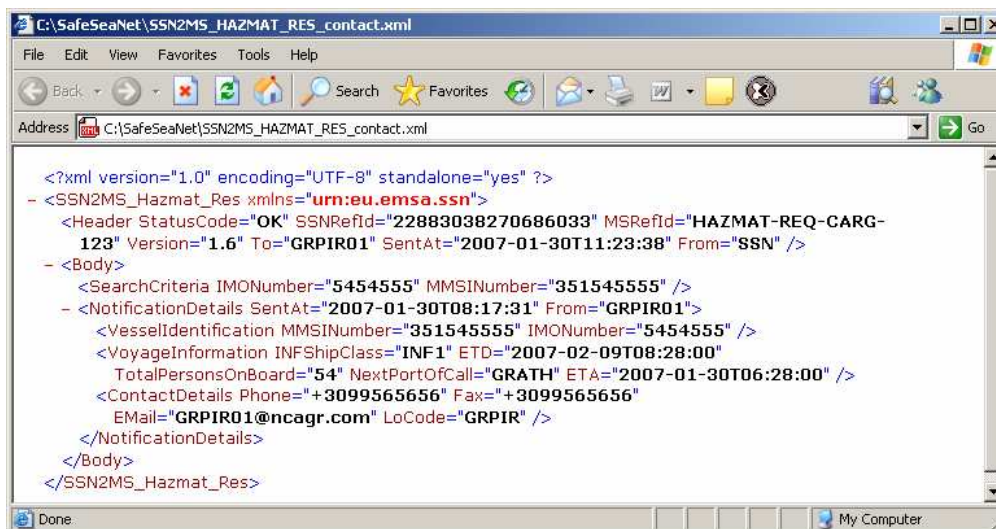 C:\SafeSeaNet\SSN2MS_HAZMAT_RES_contact.xml
File Edit View Favorites Tools Help
Back Search Favorites
Address C:\SafeSeaNet\SSN2MS_HAZMAT_RES_contact.xml Go
<?xml version="1.0" encoding="UTF-8" standalone="yes" ?>
- <SSN2MS_Hazmat_Res xmlns="urn:eu.emsa.ssn">
<Header StatusCode="OK" SSNRefId="22883038270686033" MSRefId="HAZMAT-REQ-CARG-
123" Version="1.6" To="GRPIR01" SentAt="2007-01-30T11:23:38" From="SSN" />
- <Body>
<SearchCriteria IMONumber="5454555" MMSINumber="351545555" />
- <NotificationDetails SentAt="2007-01-30T08:17:31" From="GRPIR01">
<VesselIdentification MMSINumber="351545555" IMONumber="5454555" />
<VoyageInformation INFShipClass="INF1" ETD="2007-02-09T08:28:00"
TotalPersonsOnBoard="54" NextPortOfCall="GRATH" ETA="2007-01-30T06:28:00" />
<ContactDetails Phone="+3099565656" Fax="+3099565656"
EMail="GRPIR01@ncagr.com" LoCode="GRPIR" />
</NotificationDetails>
</Body>
</SSN2MS_Hazmat_Res>
Done My Computer